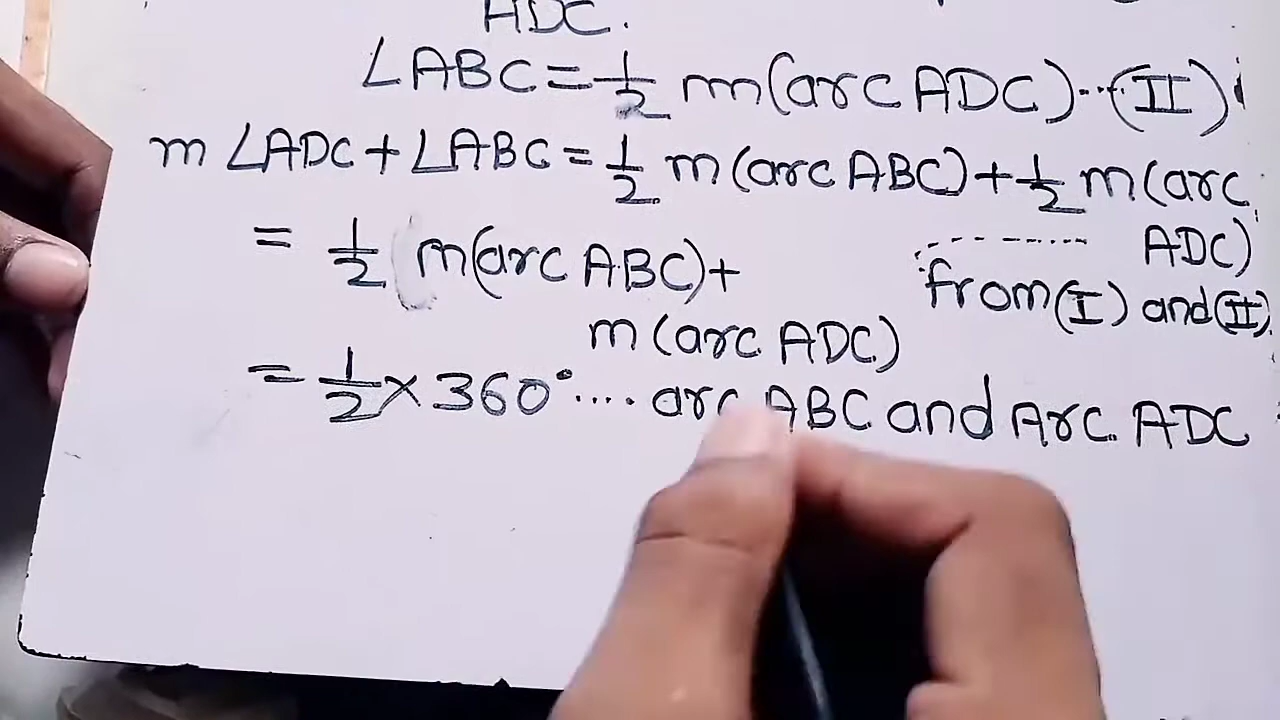 ADC.
∠ABC = 1/2 m(arc ADC)...(II)
m ∠ADC + ∠ABC = 1/2 m(arc ABC) + 1/2 m(arc
ADC)
= 1/2 m(arc ABC) +
from (I) and (II)
m (arc ADC)
= 1/2 × 360° .... arc ABC and Arc ADC